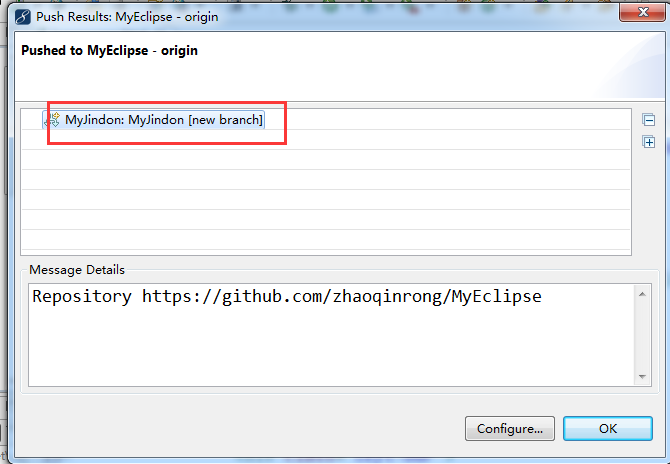 Push Results: MyEclipse - origin
Pushed to MyEclipse - origin
MyJindon: MyJindon [new branch]
Message Details
Repository https://github.com/zhaoqinrong/MyEclipse
Configure...
OK